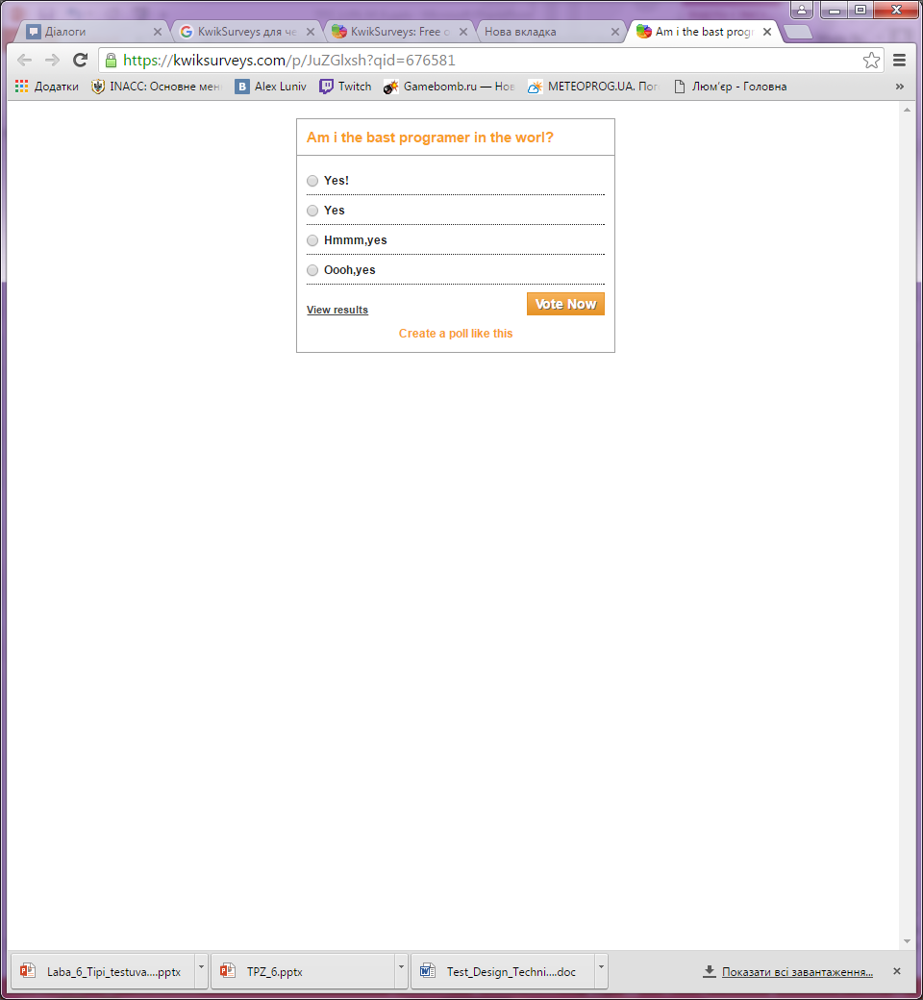 Діалоги
KwikSurveys для че
KwikSurveys: Free o
Нова вкладка
Am i the bast progr
https://kwiksurveys.com/p/JuZGlxsh?qid=676581
Додатки
INACC: Основне мен
Alex Luniv
Twitch
Gamebomb.ru — Нов
METEOPROG.UA. Пог
Люм'єр - Головна
»
Am i the bast programer in the worl?
Yes!
Yes
Hmmm,yes
Oooh,yes
View results
Vote Now
Create a poll like this
Laba_6_Tipi_testuva....pptx
TPZ_6.pptx
Test_Design_Techni....doc
Показати всі завантаження...